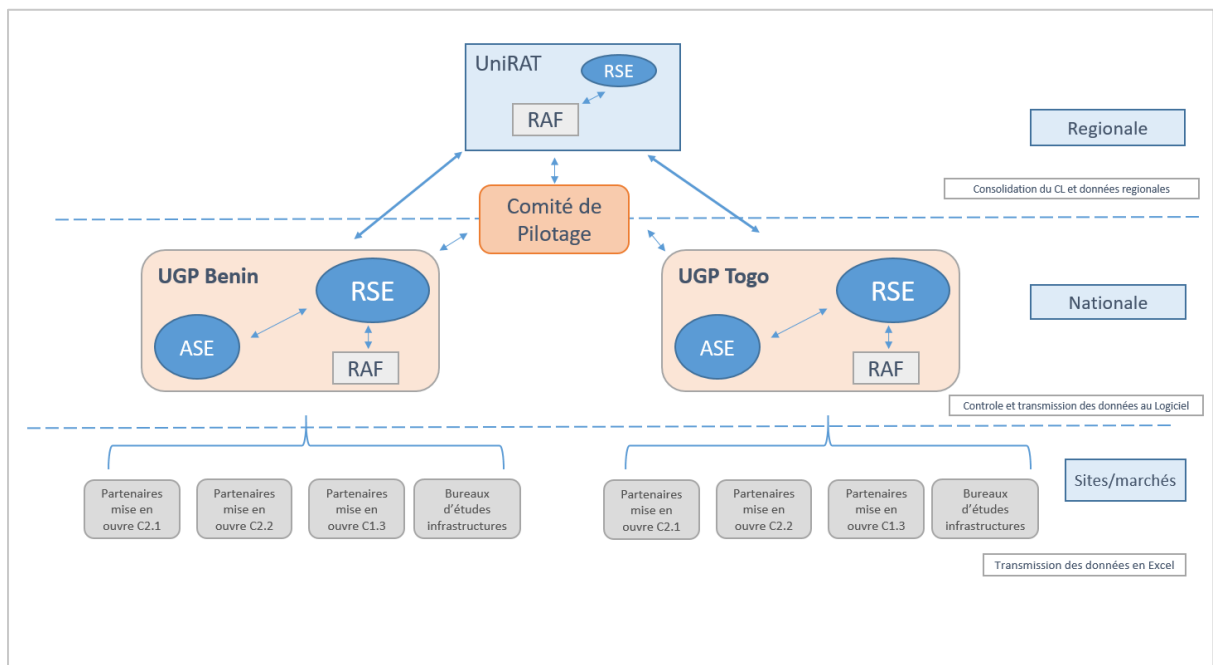 UniRAT
RSE
RAF
Regionale
Consolidation du CL et données regionales
Comité de
Pilotage
UGP Benin
RSE
ASE
RAF
UGP Togo
RSE
ASE
RAF
Nationale
Controle et transmission des données au Logiciel
Partenaires
mise en
ouvre C2.1
Partenaires
mise en
ouvre C2.2
Partenaires
mise en
ouvre C1.3
Bureaux
d'études
infrastructures
Partenaires
mise en
ouvre C2.1
Partenaires
mise en
ouvre C2.2
Partenaires
mise en
ouvre C1.3
Bureaux
d'études
infrastructures
Sites/marchés
Transmission des données en Excel